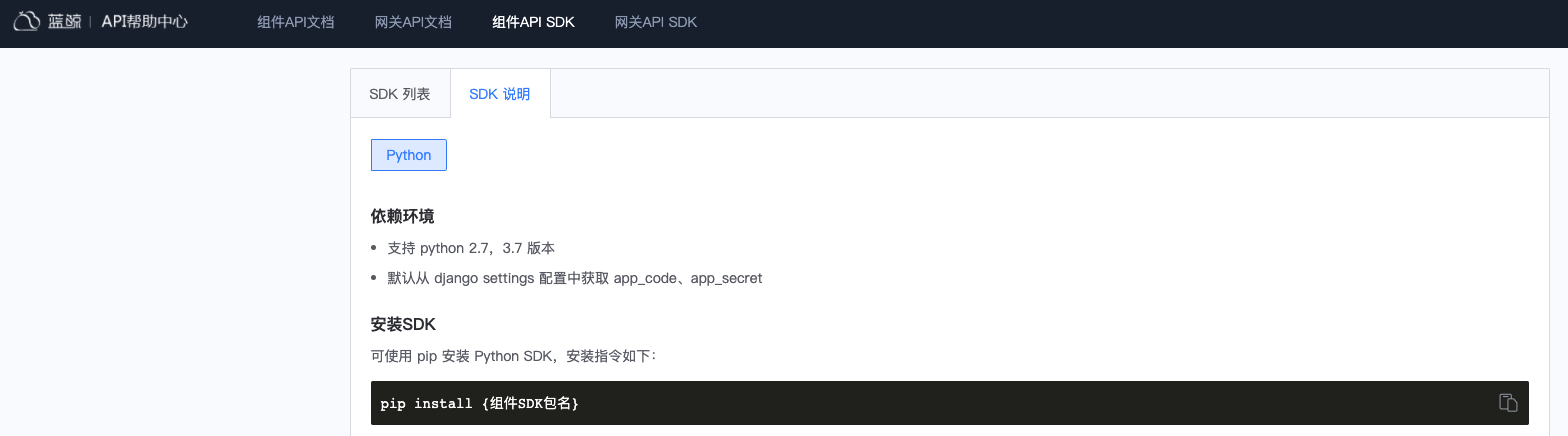 蓝鲸 | API帮助中心 组件API文档 网关API文档 组件API SDK 网关API SDK
SDK 列表 SDK 说明
Python
依赖环境
• 支持 python 2.7，3.7 版本
• 默认从 django settings 配置中获取 app_code、app_secret
安装SDK
可使用 pip 安装 Python SDK，安装指令如下：
pip install {组件SDK包名}